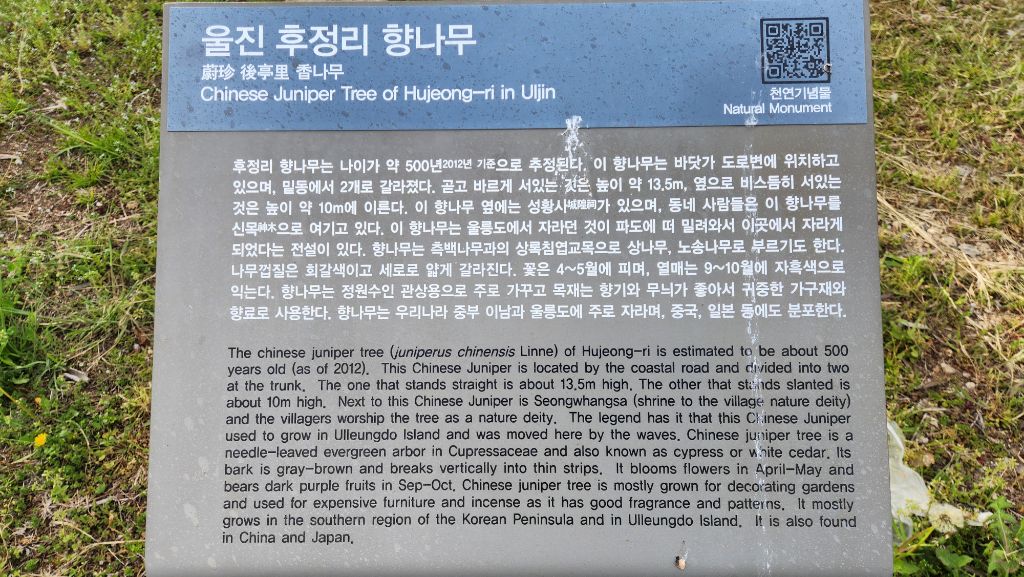 울진 후정리 향나무
蔚珍 後亭里 香나무
Chinese Juniper Tree of Hujeong-ri in Uljin
천연기념물
Natural Monument
후정리 향나무는 나이가 약 500년2012년 기준으로 추정된다. 이 향나무는 바닷가 도로변에 위치하고
있으며, 밑동에서 2개로 갈라졌다. 곧고 바르게 서있는 것은 높이 약 13.5m, 옆으로 비스듬히 서있는
것은 높이 약 10m에 이른다. 이 향나무 옆에는 성황사城隍祠가 있으며, 동네 사람들은 이 향나무를
신목神木으로 여기고 있다. 이 향나무는 울릉도에서 자라던 것이 파도에 떠 밀려와서 이곳에서 자라게
되었다는 전설이 있다. 향나무는 측백나무과의 상록침엽교목으로 상나무, 노송나무로 부르기도 한다.
나무껍질은 회갈색이고 세로로 얇게 갈라진다. 꽃은 4~5월에 피며, 열매는 9~10월에 자흑색으로
익는다. 향나무는 정원수인 관상용으로 주로 가꾸고 목재는 향기와 무늬가 좋아서 귀중한 가구재와
향료로 사용한다. 향나무는 우리나라 중부 이남과 울릉도에 주로 자라며, 중국, 일본 등에도 분포한다.
The chinese juniper tree (juniperus chinensis Linne) of Hujeong-ri is estimated to be about 500
years old (as of 2012). This Chinese Juniper is located by the coastal road and divided into two
at the trunk. The one that stands straight is about 13.5m high. The other that stands slanted is
about 10m high. Next to this Chinese Juniper is Seongwhangsa (shrine to the village nature deity)
and the villagers worship the tree as a nature deity. The legend has it that this Chinese Juniper
used to grow in Ulleungdo Island and was moved here by the waves. Chinese juniper tree is a
needle-leaved evergreen arbor in Cupressaceae and also known as cypress or white cedar. Its
bark is gray-brown and breaks vertically into thin strips. It blooms flowers in April-May and
bears dark purple fruits in Sep-Oct. Chinese juniper tree is mostly grown for decorating gardens
and used for expensive furniture and incense as it has good fragrance and patterns. It mostly
grows in the southern region of the Korean Peninsula and in Ulleungdo Island. It is also found
in China and Japan.